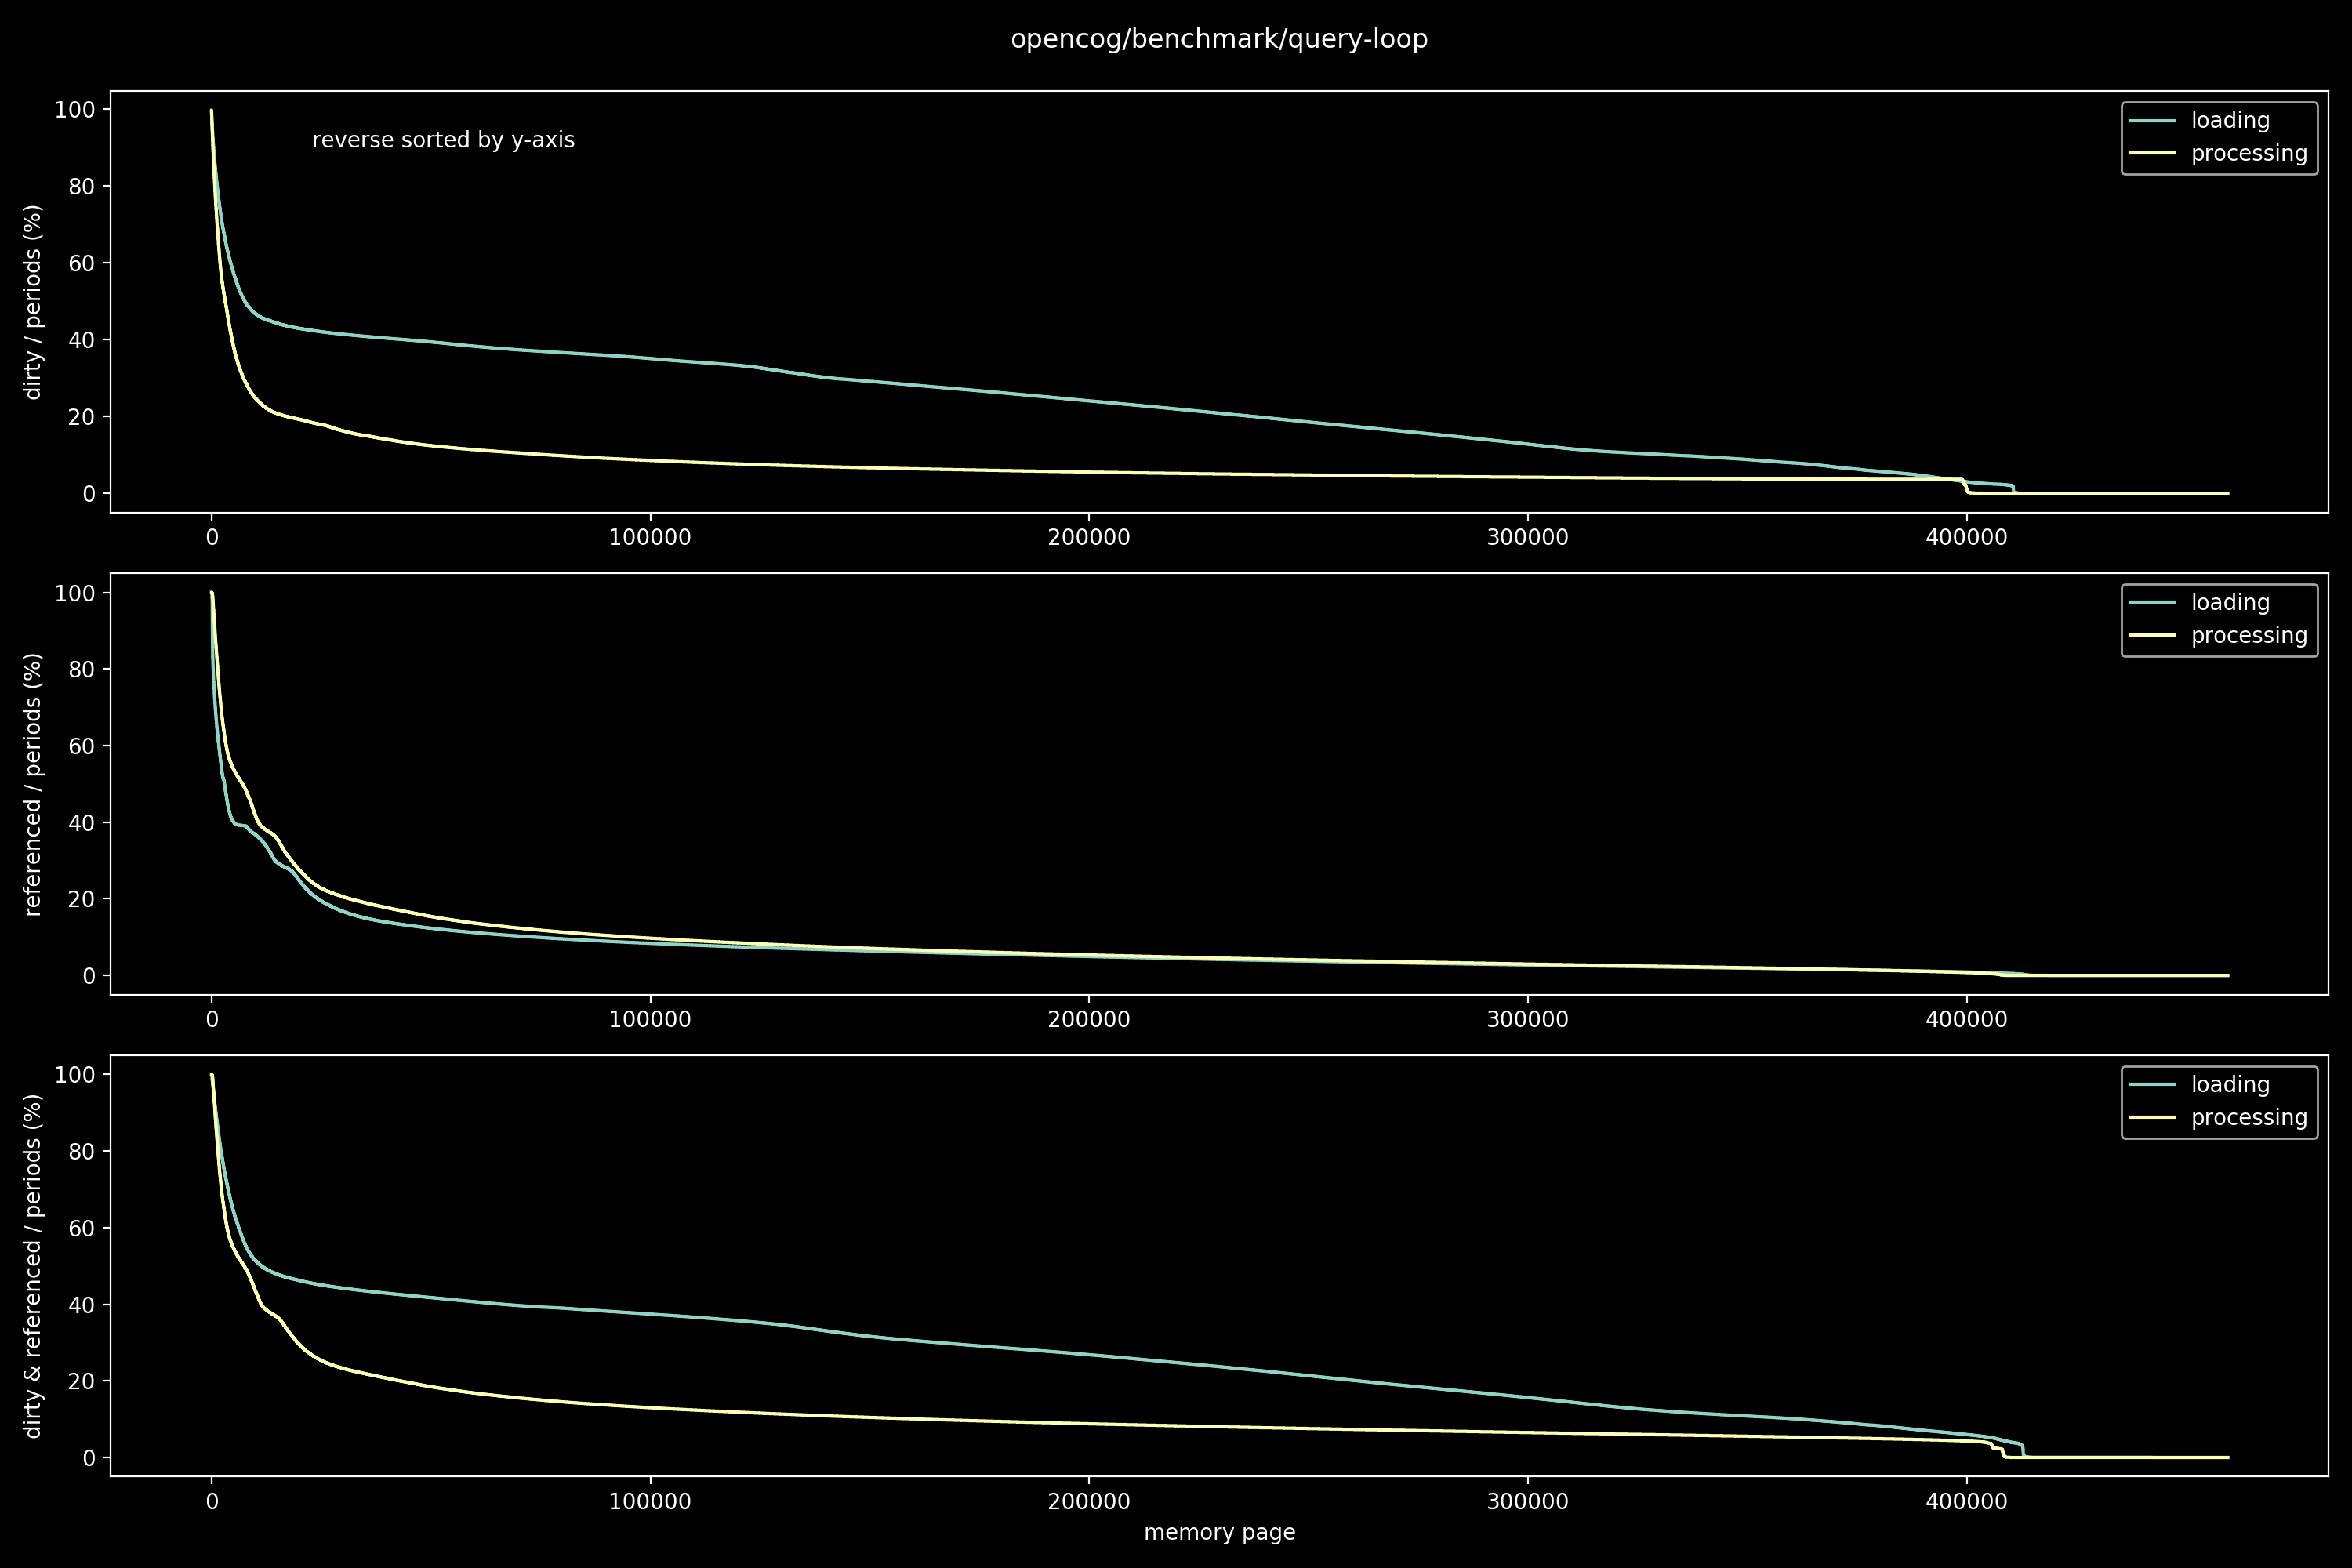 opencog/benchmark/query-loop
dirty / periods (%)
100
80
60
40
20
0
reverse sorted by y-axis
loading
processing
0 100000 200000 300000 400000
referenced / periods (%)
100
80
60
40
20
0
loading
processing
0 100000 200000 300000 400000
dirty & referenced / periods (%)
100
80
60
40
20
0
loading
processing
0 100000 200000 300000 400000
memory page